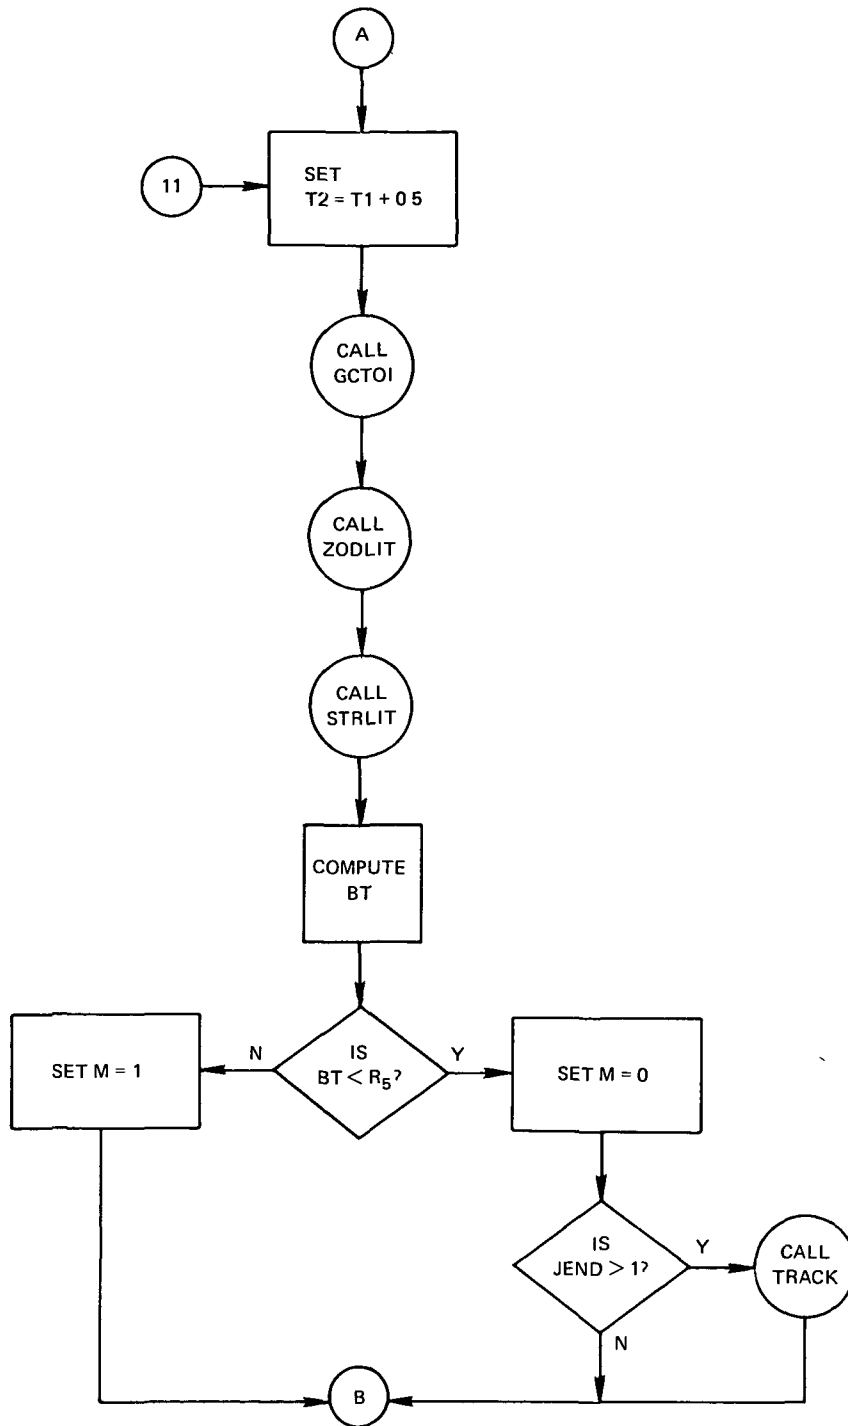 A
SET
11
T2 = T1 + 0 5
CALL
GCTOI
CALL
ZODLIT
CALL
STRLIT
COMPUTE
BT
N
IS
BT < R5?
Y
SET M = 1
SET M = 0
IS
JEND > 1?
Y
CALL
TRACK
N
B